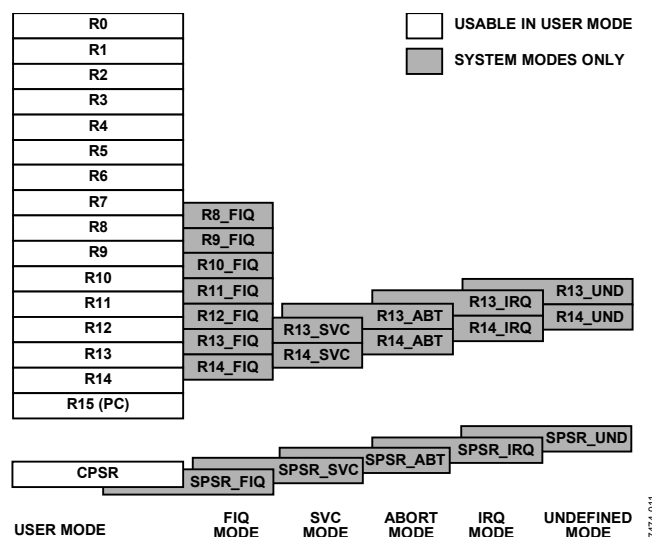 R0
R1
R2
R3
R4
R5
R6
R7
R8
R9
R10
R11
R12
R13
R14
R15 (PC)
R8_FIQ
R9_FIQ
R10_FIQ
R11_FIQ
R12_FIQ
R13_FIQ
R14_FIQ
R13_SVC
R14_SVC
R13_ABT
R14_ABT
R13_IRQ
R14_IRQ
R13_UND
R14_UND
USABLE IN USER MODE
SYSTEM MODES ONLY
CPSR
SPSR_FIQ
SPSR_SVC
SPSR_ABT
SPSR_IRQ
SPSR_UND
USER MODE
FIQ
MODE
SVC
MODE
ABORT
MODE
IRQ
MODE
UNDEFINED
MODE